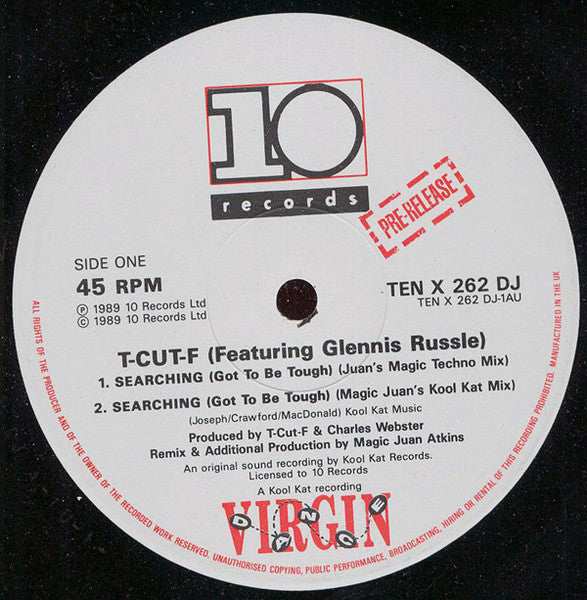 10
records
PRE-RELEASE
SIDE ONE
45 RPM
℗ 1989 10 Records Ltd
© 1989 10 Records Ltd
TEN X 262 DJ
TEN X 262 DJ-1AU
T-CUT-F (Featuring Glennis Russle)
1. SEARCHING (Got To Be Tough) (Juan's Magic Techno Mix)
2. SEARCHING (Got To Be Tough) (Magic Juan's Kool Kat Mix)
(Joseph/Crawford/MacDonald) Kool Kat Music
Produced by T-Cut-F & Charles Webster
Remix & Additional Production by Magic Juan Atkins
An original sound recording by Kool Kat Records.
Licensed to 10 Records
A Kool Kat recording
VIRGIN
DANCE
ALL RIGHTS OF THE PRODUCER AND OF THE OWNER OF THE RECORDED WORK RESERVED. UNAUTHORISED COPYING, PUBLIC PERFORMANCE, BROADCASTING, HIRING OR RENTAL OF THIS RECORDING PROHIBITED. MANUFACTURED IN THE UK